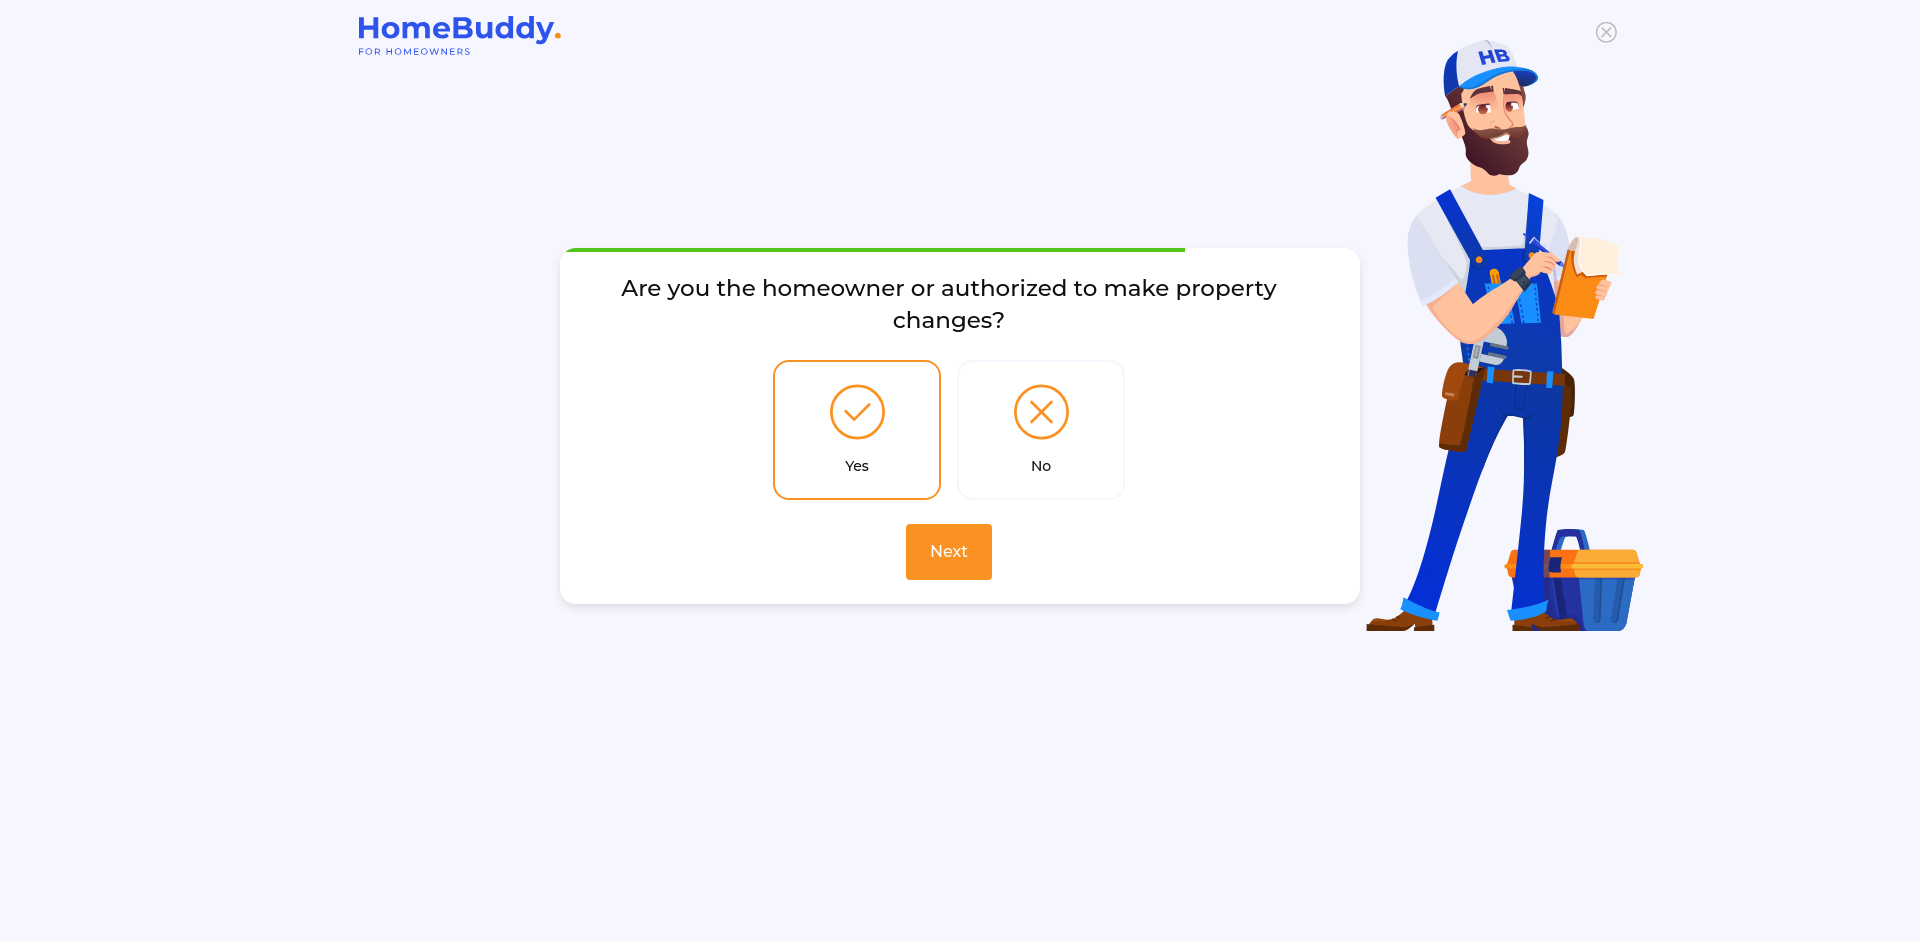 HomeBuddy.
FOR HOMEOWNERS
HB
Are you the homeowner or authorized to make property
changes?
Yes
No
Next